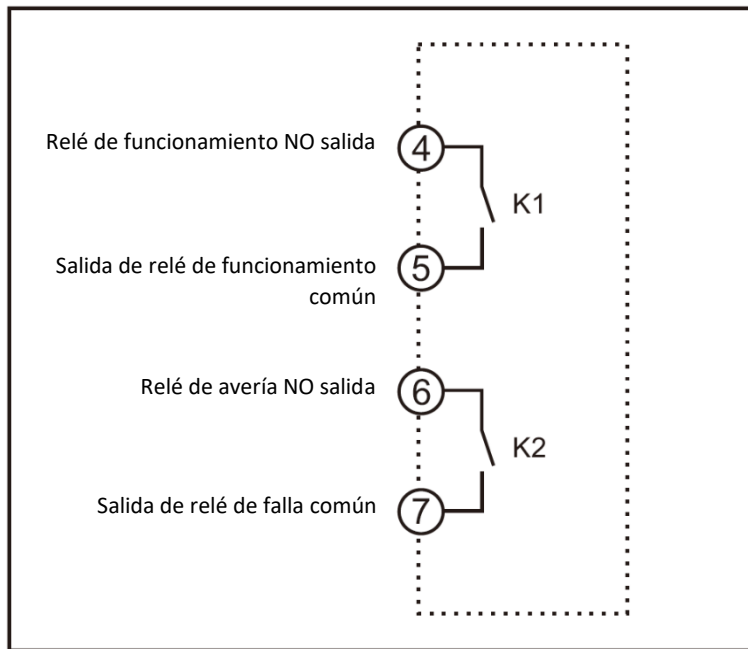 Relé de funcionamiento NO salida
4
K1
Salida de relé de funcionamiento
común
5
Relé de avería NO salida
6
K2
Salida de relé de falla común
7